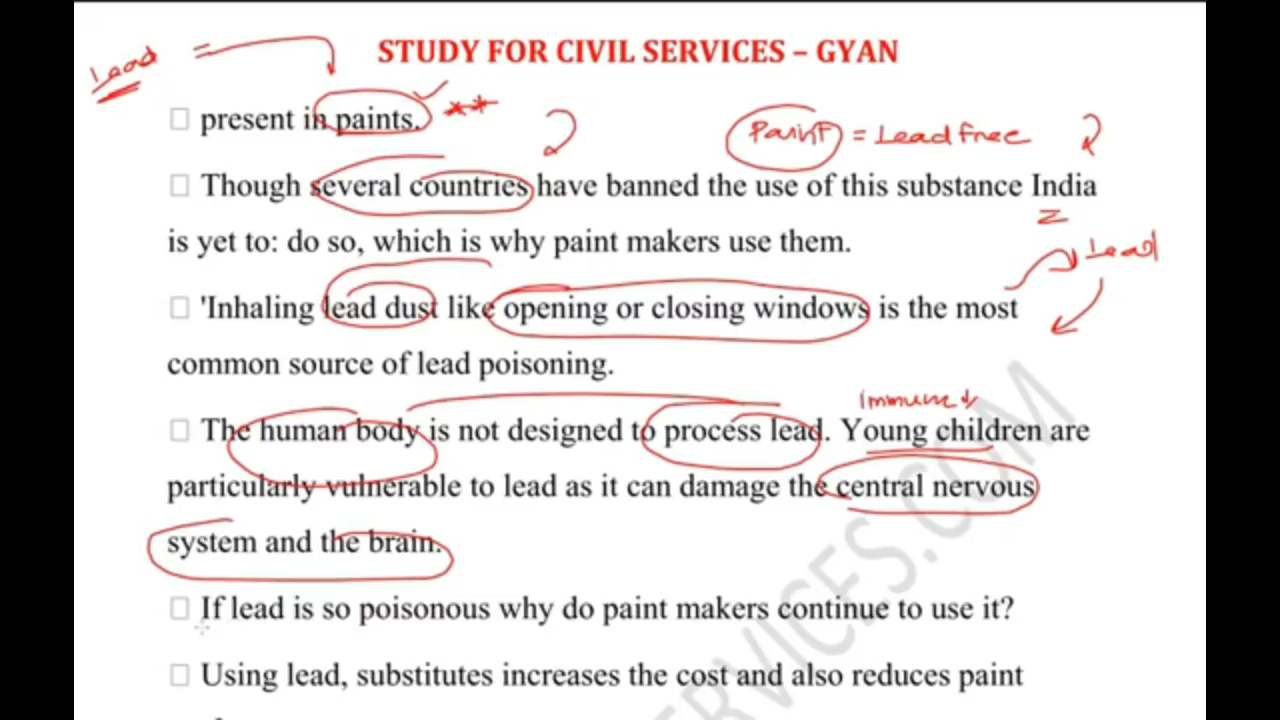 STUDY FOR CIVIL SERVICES – GYAN
Lead =
present in paints. **
Paint = Lead Free
Though several countries have banned the use of this substance India
is yet to: do so, which is why paint makers use them.
Lead
'Inhaling lead dust like opening or closing windows is the most
common source of lead poisoning.
immune ↓
The human body is not designed to process lead. Young children are
particularly vulnerable to lead as it can damage the central nervous
system and the brain.
If lead is so poisonous why do paint makers continue to use it?
Using lead, substitutes increases the cost and also reduces paint
RVICES.COM